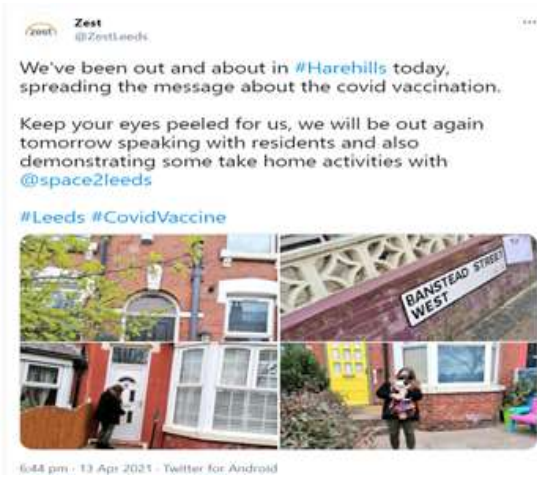 zest
Zest
@ZestLeeds
We've been out and about in #Harehills today,
spreading the message about the covid vaccination.
Keep your eyes peeled for us, we will be out again
tomorrow speaking with residents and also
demonstrating some take home activities with
@space2leeds
#Leeds #CovidVaccine
BANSTEAD STREET
WEST
6:44 pm · 13 Apr 2021 · Twitter for Android